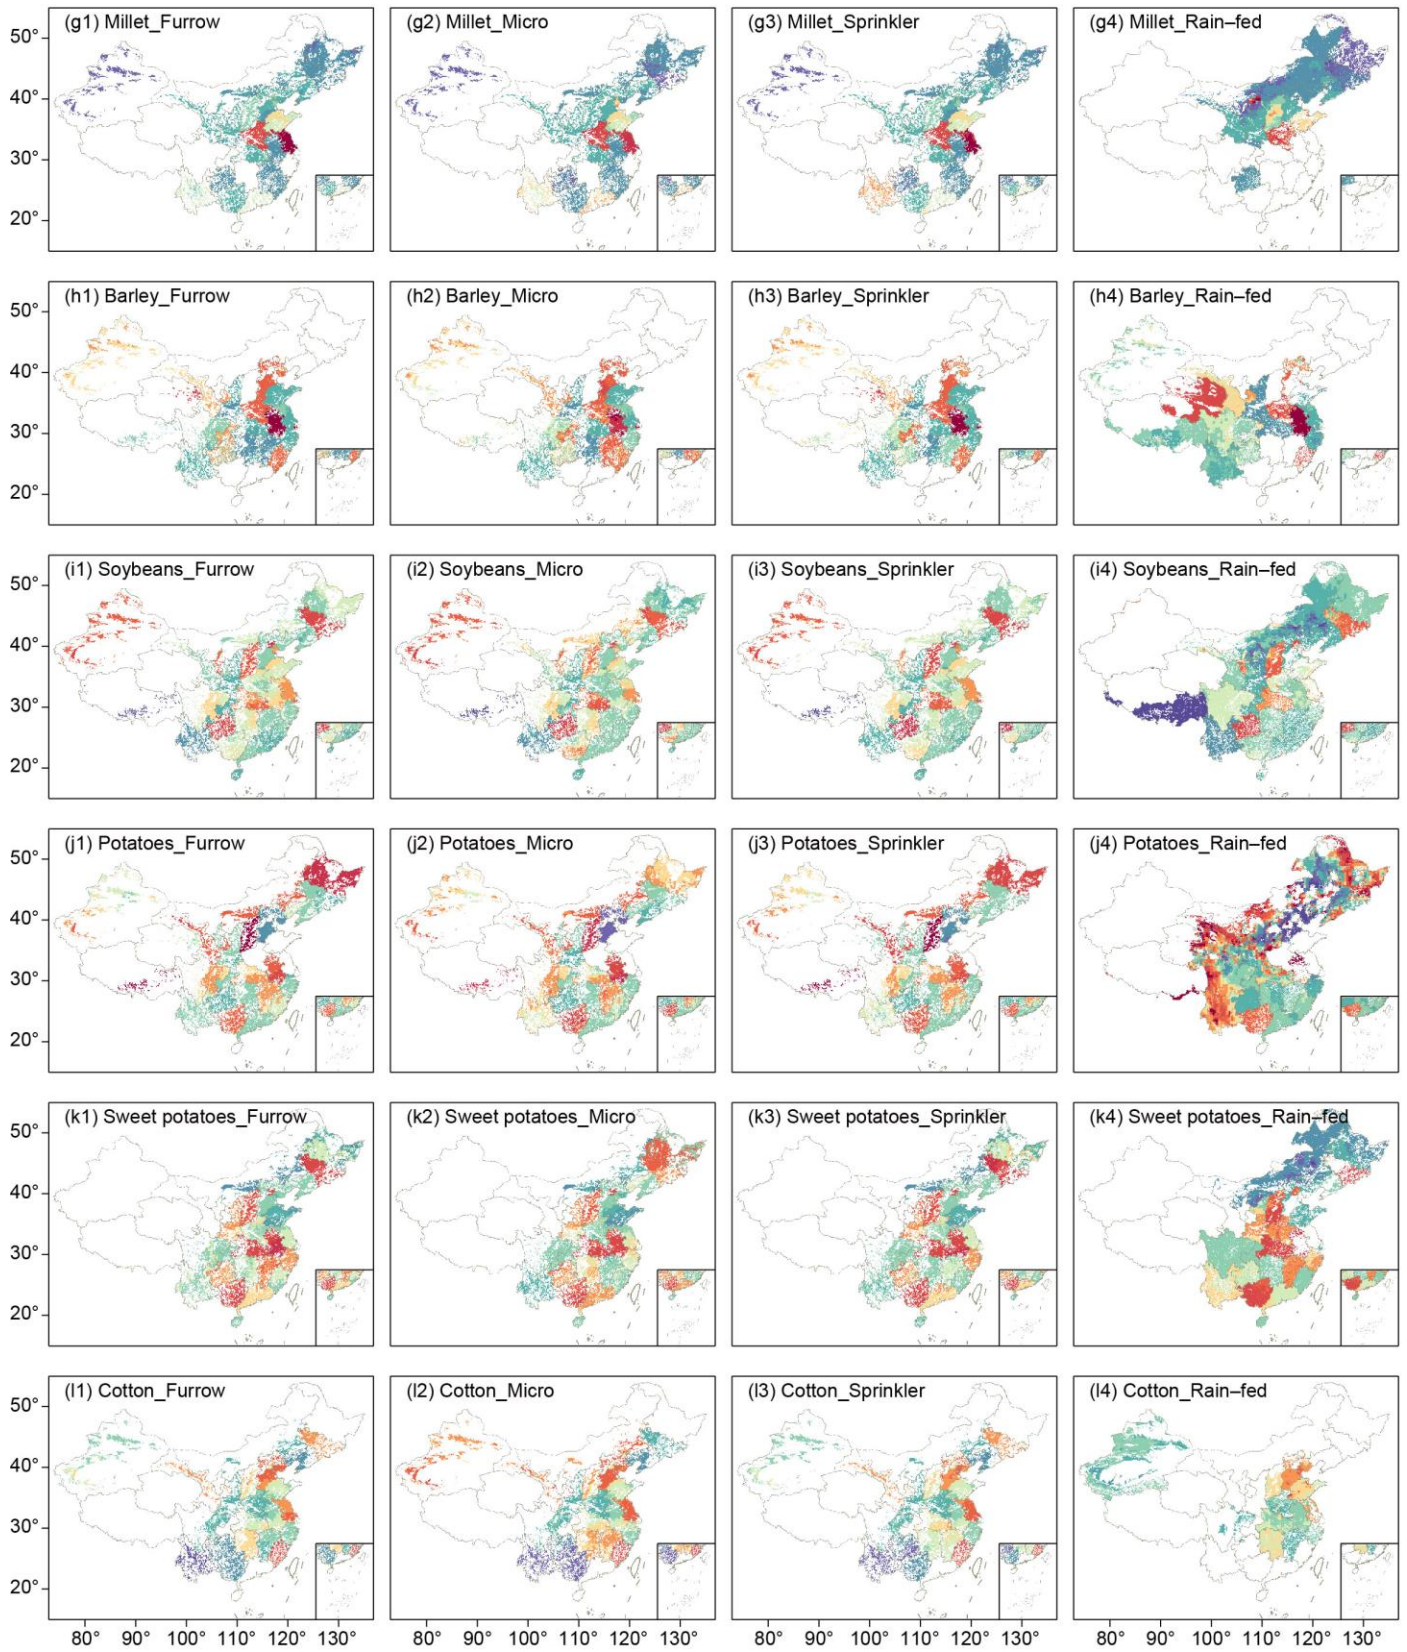 (g1) Millet_Furrow
(g2) Millet_Micro
(g3) Millet_Sprinkler
(g4) Millet_Rain–fed
50°
40°
30°
20°
(h1) Barley_Furrow
(h2) Barley_Micro
(h3) Barley_Sprinkler
(h4) Barley_Rain–fed
50°
40°
30°
20°
(i1) Soybeans_Furrow
(i2) Soybeans_Micro
(i3) Soybeans_Sprinkler
(i4) Soybeans_Rain–fed
50°
40°
30°
20°
(j1) Potatoes_Furrow
(j2) Potatoes_Micro
(j3) Potatoes_Sprinkler
(j4) Potatoes_Rain–fed
50°
40°
30°
20°
(k1) Sweet potatoes_Furrow
(k2) Sweet potatoes_Micro
(k3) Sweet potatoes_Sprinkler
(k4) Sweet potatoes_Rain–fed
50°
40°
30°
20°
(l1) Cotton_Furrow
(l2) Cotton_Micro
(l3) Cotton_Sprinkler
(l4) Cotton_Rain–fed
50°
40°
30°
20°
80° 90° 100° 110° 120° 130°
80° 90° 100° 110° 120° 130°
80° 90° 100° 110° 120° 130°
80° 90° 100° 110° 120° 130°